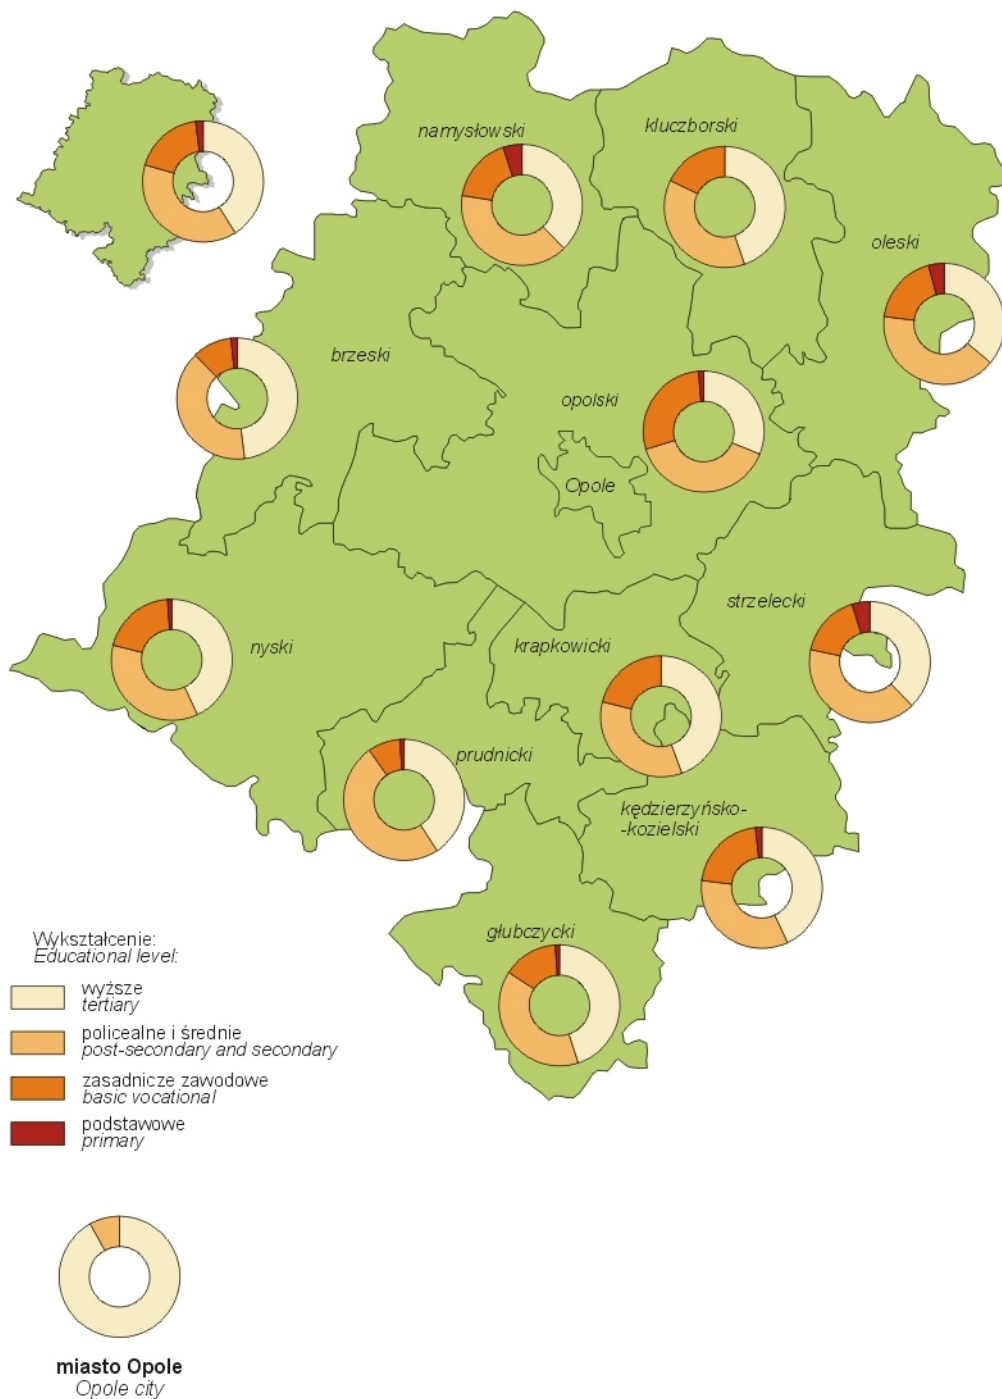 namysłowski
kluczborski
oleski
brzeski
opolski
Opole
strzelecki
nyski
krapkowicki
prudnicki
kędzierzyńsko-
-kozielski
głubczycki
Wykształcenie:
Educational level:
wyższe
tertiary
policealne i średnie
post-secondary and secondary
zasadnicze zawodowe
basic vocational
podstawowe
primary
miasto Opole
Opole city